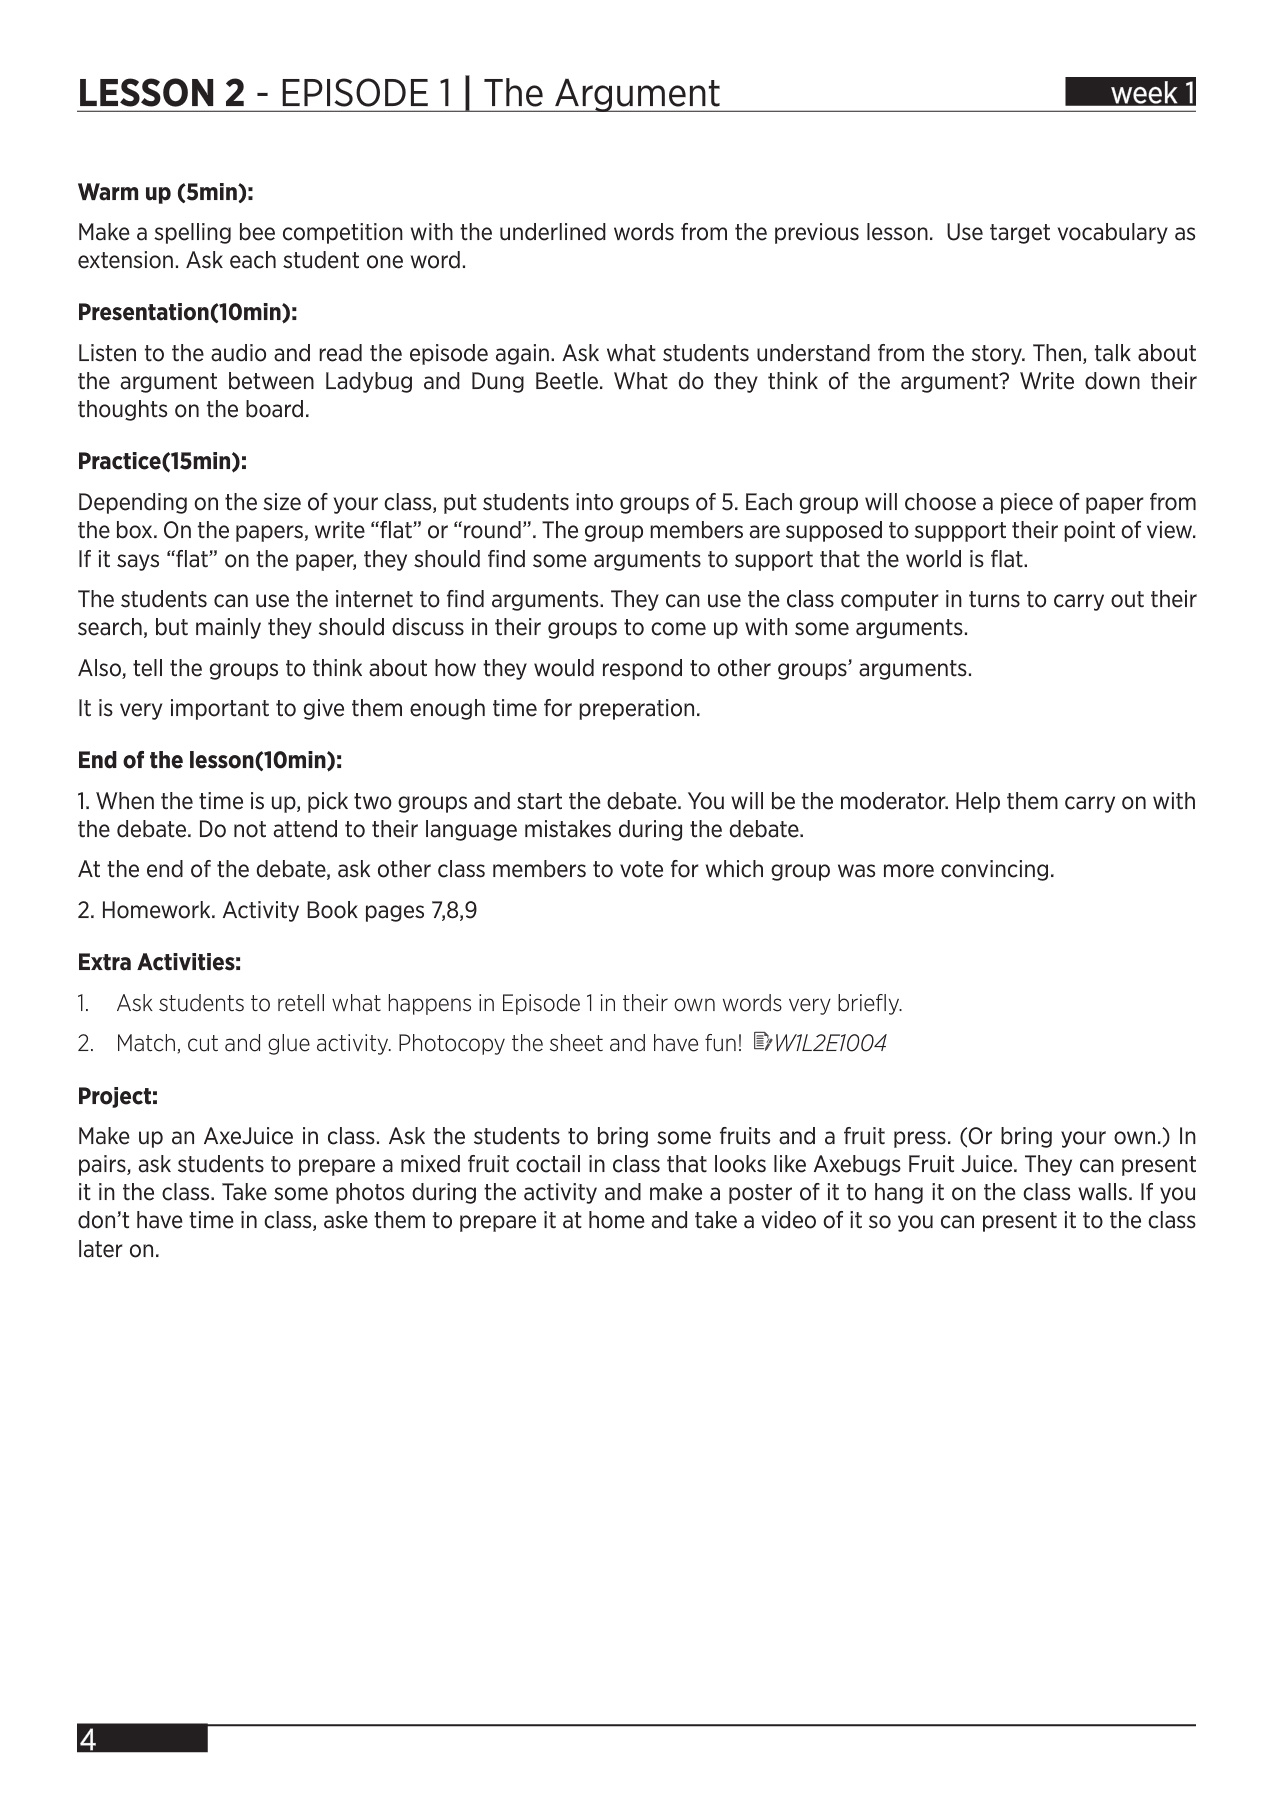 LESSON 2 - EPISODE 1 | The Argument
week 1
Warm up (5min):
Make a spelling bee competition with the underlined words from the previous lesson.  Use target vocabulary as
extension. Ask each student one word.
Presentation(10min):
Listen to the audio and read the episode again. Ask what students understand from the story. Then, talk about
the argument between Ladybug and Dung Beetle. What do they think of the argument? Write down their
thoughts on the board.
Practice(15min):
Depending on the size of your class, put students into groups of 5. Each group will choose a piece of paper from
the box. On the papers, write “flat” or “round”. The group members are supposed to suppport their point of view.
If it says “flat” on the paper, they should find some arguments to support that the world is flat.
The students can use the internet to find arguments. They can use the class computer in turns to carry out their
search, but mainly they should discuss in their groups to come up with some arguments.
Also, tell the groups to think about how they would respond to other groups’ arguments.
It is very important to give them enough time for preperation.
End of the lesson(10min):
1. When the time is up, pick two groups and start the debate. You will be the moderator. Help them carry on with
the debate. Do not attend to their language mistakes during the debate.
At the end of the debate, ask other class members to vote for which group was more convincing.
2. Homework. Activity Book pages 7,8,9
Extra Activities:
1. Ask students to retell what happens in Episode 1 in their own words very briefly.
2. Match, cut and glue activity. Photocopy the sheet and have fun! W1L2E1004
Project:
Make up an AxeJuice in class. Ask the students to bring some fruits and a fruit press. (Or bring your own.) In
pairs, ask students to prepare a mixed fruit coctail in class that looks like Axebugs Fruit Juice. They can present
it in the class. Take some photos during the activity and make a poster of it to hang it on the class walls. If you
don’t have time in class, aske them to prepare it at home and take a video of it so you can present it to the class
later on.
4